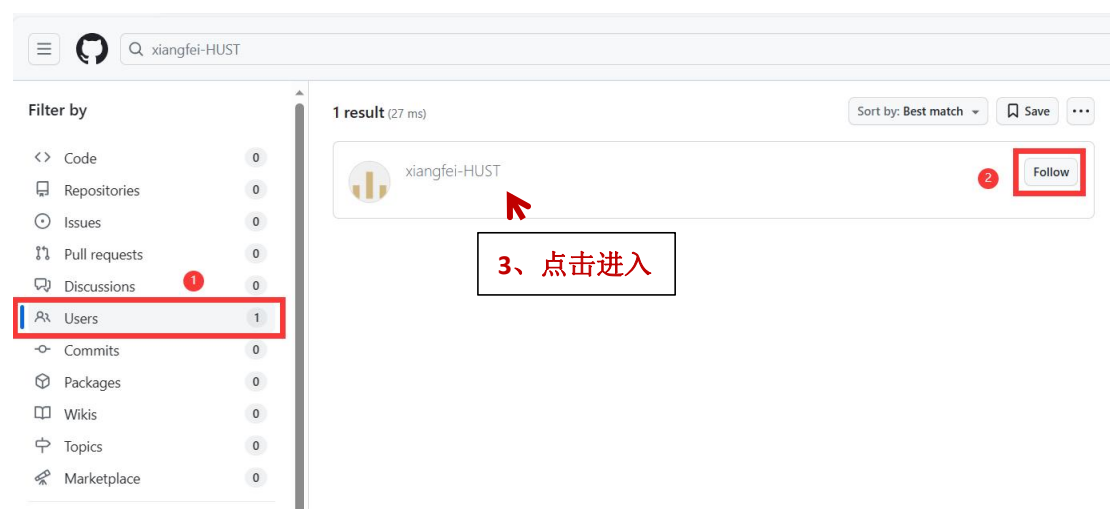 xiangfei-HUST
Filter by
1 result (27 ms)
Sort by: Best match
Save
Code 0
Repositories 0
Issues 0
Pull requests 0
Discussions 0
Users 1
Commits 0
Packages 0
Wikis 0
Topics 0
Marketplace 0
1
xiangfei-HUST
2
Follow
3、点击进入